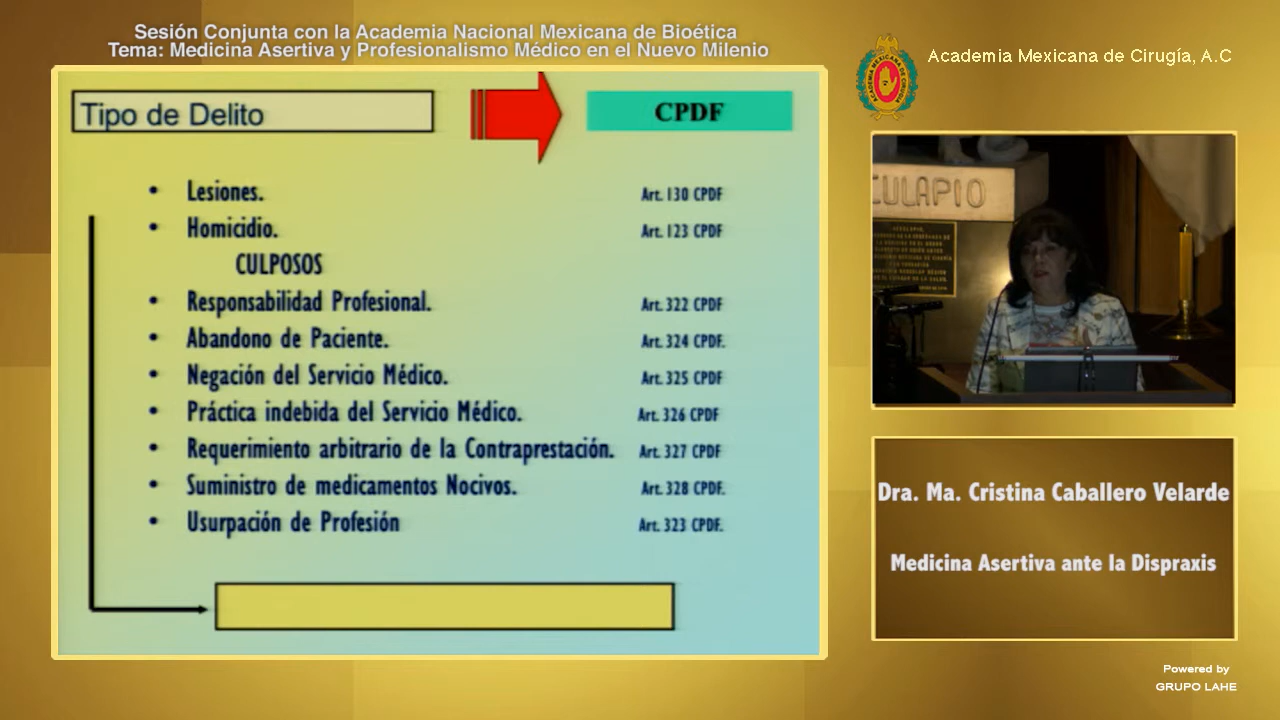 Sesión Conjunta con la Academia Nacional Mexicana de Bioética
Tema: Medicina Asertiva y Profesionalismo Médico en el Nuevo Milenio
Academia Mexicana de Cirugía, A.C
Tipo de Delito
CPDF
• Lesiones. Art. 130 CPDF
• Homicidio. Art. 123 CPDF
CULPOSOS
• Responsabilidad Profesional. Art. 322 CPDF
• Abandono de Paciente. Art. 324 CPDF.
• Negación del Servicio Médico. Art. 325 CPDF
• Práctica indebida del Servicio Médico. Art. 326 CPDF
• Requerimiento arbitrario de la Contraprestación. Art. 327 CPDF
• Suministro de medicamentos Nocivos. Art. 328 CPDF.
• Usurpación de Profesión Art. 323 CPDF.
CULAPIO
Dra. Ma. Cristina Caballero Velarde
Medicina Asertiva ante la Dispraxis
Powered by
GRUPO LAHE